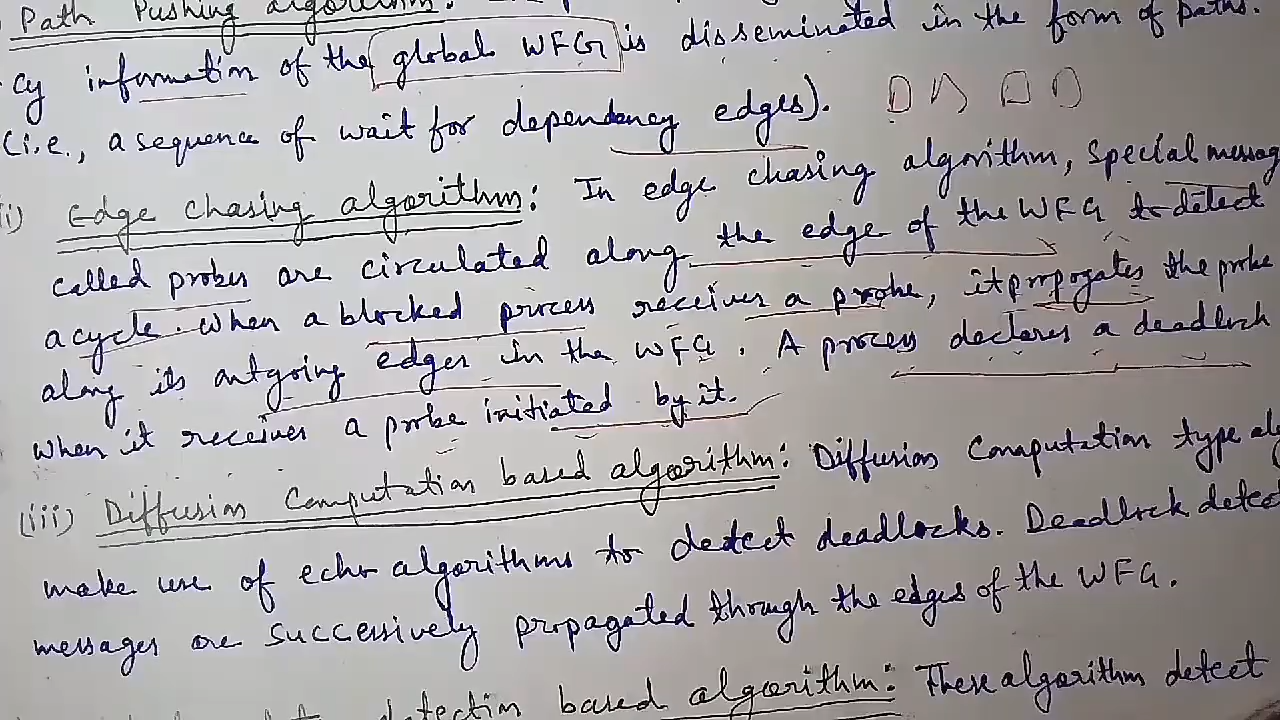 Path Pushing algorithm:
cy information of the global WFG is disseminated in the form of paths.
(i.e., a sequence of wait for dependency edges).
i) Edge chasing algorithm: In edge chasing algorithm, special messag
called probes are circulated along the edge of the WFG to detect
a cycle. When a blocked process receives a probe, it propogates the probe
along its outgoing edges in the WFG. A process declares a deadlock
when it receives a probe initiated by it.
(iii) Diffusion Computation based algorithm: Diffusion Computation type alg
make use of echo algorithms to detect deadlocks. Deadlock detect
messages are successively propagated through the edges of the WFG.
detection based algorithm: These algorithm detect